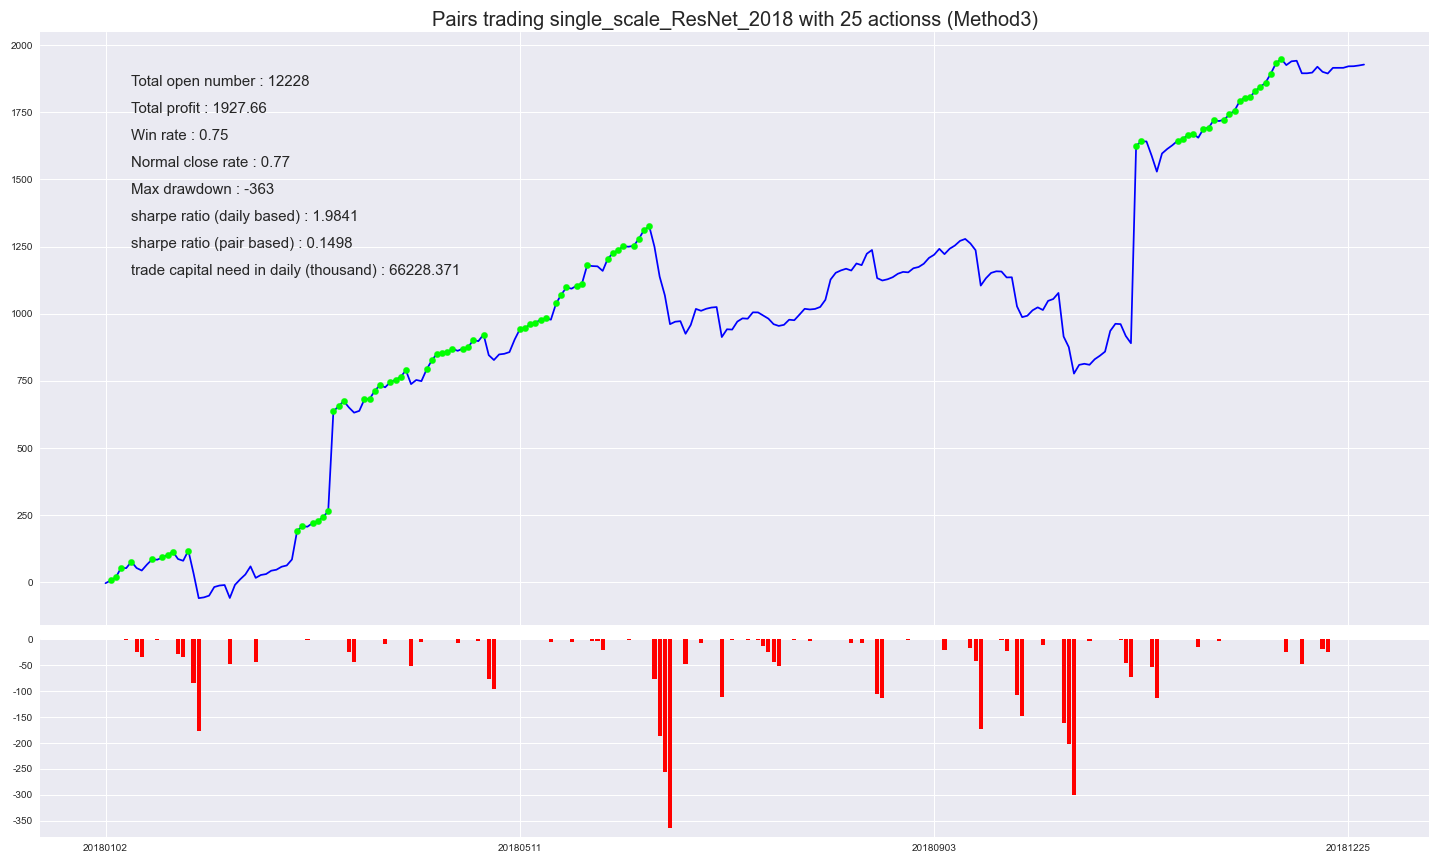 Pairs trading single_scale_ResNet_2018 with 25 actionss (Method3)
2000
1750
1500
1250
1000
750
500
250
0
Total open number : 12228
Total profit : 1927.66
Win rate : 0.75
Normal close rate : 0.77
Max drawdown : -363
sharpe ratio (daily based) : 1.9841
sharpe ratio (pair based) : 0.1498
trade capital need in daily (thousand) : 66228.371
0
-50
-100
-150
-200
-250
-300
-350
20180102 20180511 20180903 20181225